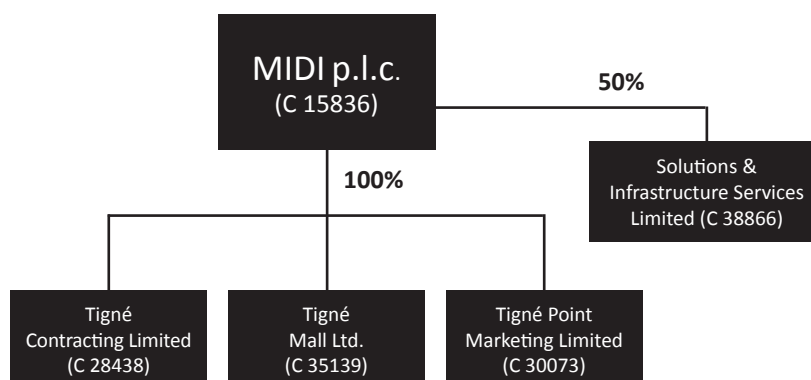 MIDI p.l.c.
(C 15836)
50%
Solutions &
Infrastructure Services
Limited (C 38866)
100%
Tigné
Contracting Limited
(C 28438)
Tigné
Mall Ltd.
(C 35139)
Tigné Point
Marketing Limited
(C 30073)